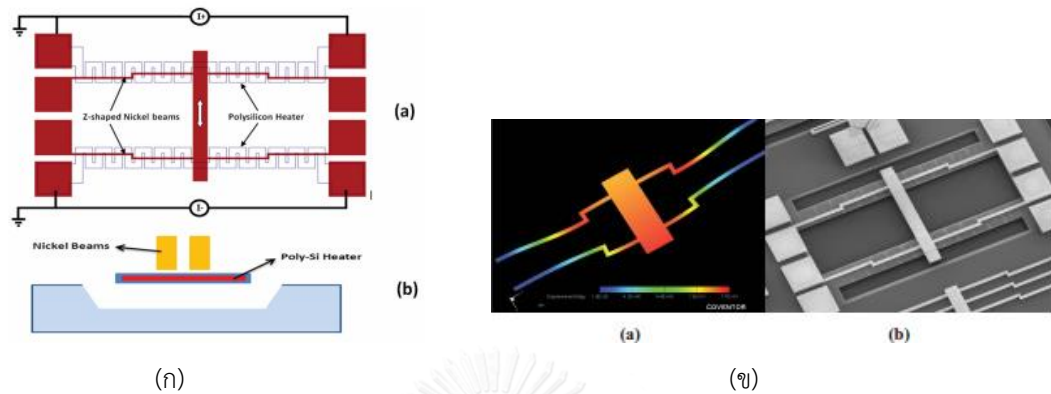 I+
Z-shaped Nickel beams
Polysilicon Heater
(a)
I-
Nickel Beams
Poly-Si Heater
(b)
COVENTOR
(a)
(b)
(ก)
(ข)